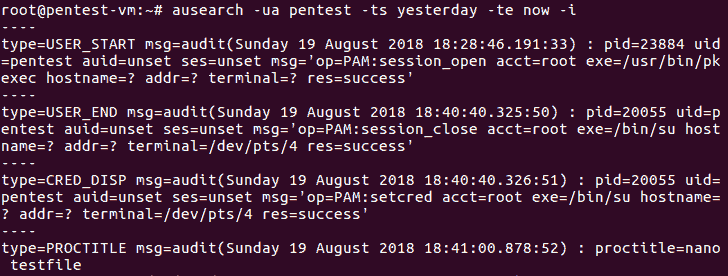 root@pentest-vm:~# ausearch -ua pentest -ts yesterday -te now -i
----
type=USER_START msg=audit(Sunday 19 August 2018 18:28:46.191:33) : pid=23884 uid
=pentest auid=unset ses=unset msg='op=PAM:session_open acct=root exe=/usr/bin/pk
exec hostname=? addr=? terminal=? res=success'
----
type=USER_END msg=audit(Sunday 19 August 2018 18:40:40.325:50) : pid=20055 uid=p
entest auid=unset ses=unset msg='op=PAM:session_close acct=root exe=/bin/su host
name=? addr=? terminal=/dev/pts/4 res=success'
----
type=CRED_DISP msg=audit(Sunday 19 August 2018 18:40:40.326:51) : pid=20055 uid=
pentest auid=unset ses=unset msg='op=PAM:setcred acct=root exe=/bin/su hostname=
? addr=? terminal=/dev/pts/4 res=success'
----
type=PROCTITLE msg=audit(Sunday 19 August 2018 18:41:00.878:52) : proctitle=nano
 testfile